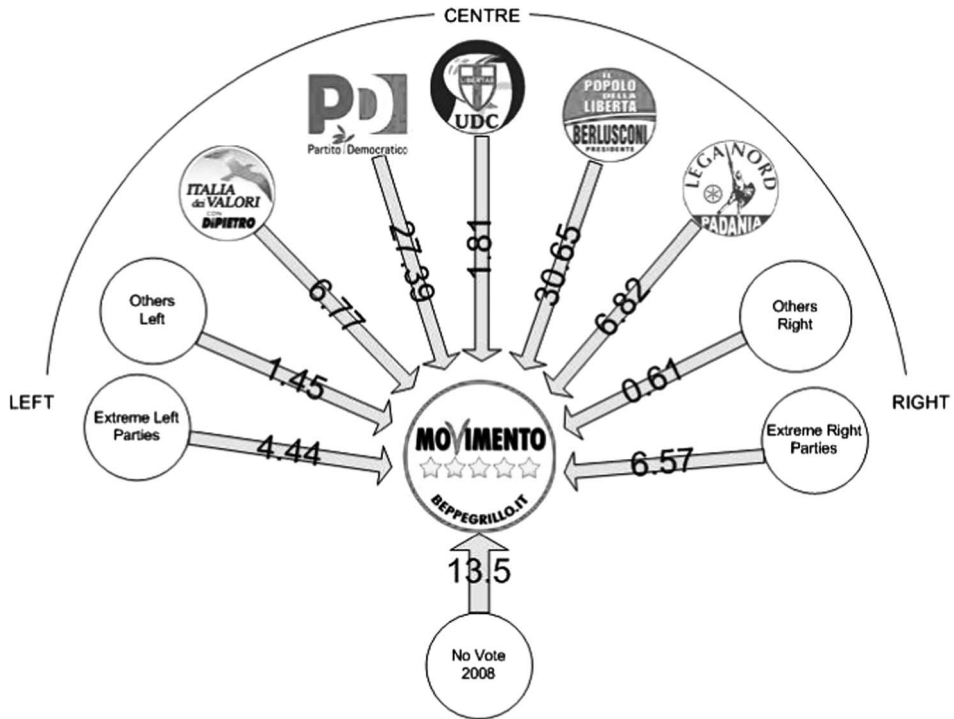 CENTRE
PD
Partito Democratico
LIBERTAS
UDC
IL
POPOLO
DELLA
LIBERTA
BERLUSCONI
PRESIDENTE
ITALIA
dei VALORI
CON
DiPIETRO
LEGA NORD
PADANIA
Others
Left
Others
Right
Extreme Left
Parties
Extreme Right
Parties
LEFT
RIGHT
6.77
27.39
1.81
30.65
6.82
1.45
0.61
4.44
6.57
MOVIMENTO
BEPPEGRILLO.IT
13.5
No Vote
2008